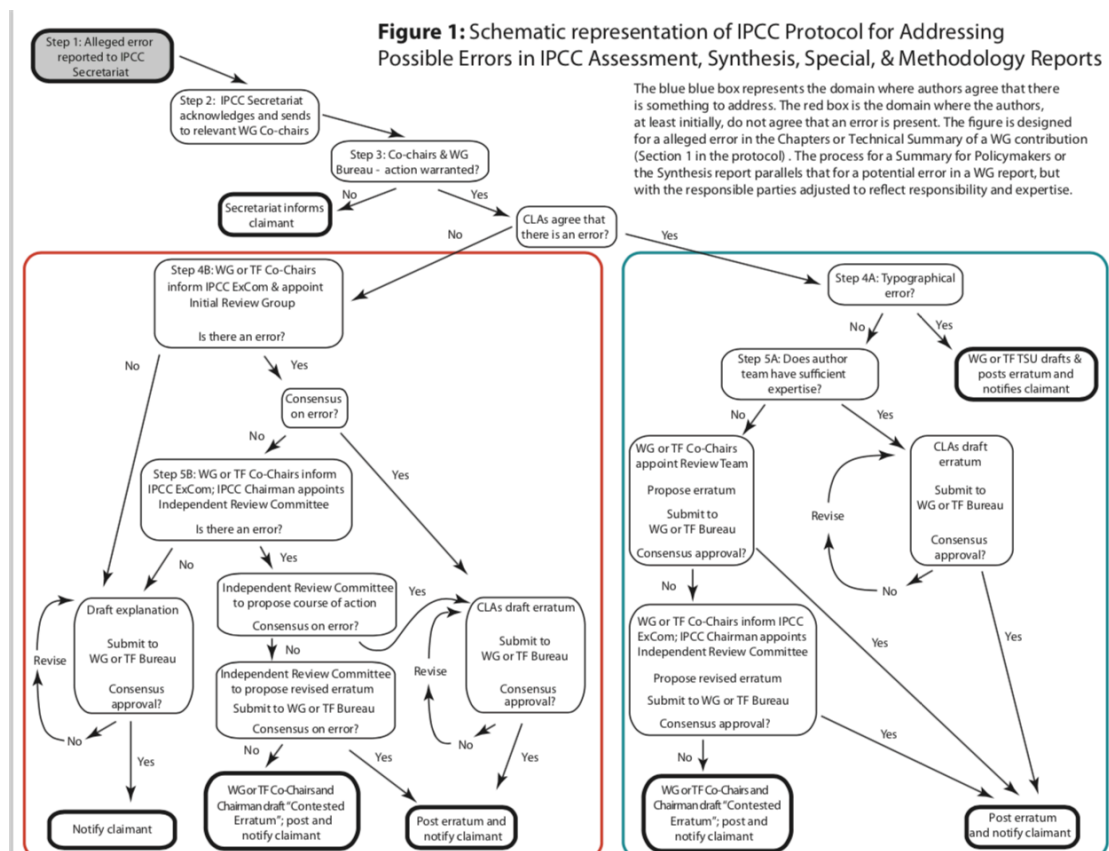 Figure 1: Schematic representation of IPCC Protocol for Addressing
Possible Errors in IPCC Assessment, Synthesis, Special, & Methodology Reports
The blue blue box represents the domain where authors agree that there
is something to address. The red box is the domain where the authors,
at least initially, do not agree that an error is present. The figure is designed
for a alleged error in the Chapters or Technical Summary of a WG contribution
(Section 1 in the protocol) . The process for a Summary for Policymakers or
the Synthesis report parallels that for a potential error in a WG report, but
with the responsible parties adjusted to reflect responsibility and expertise.
Step 1: Alleged error
reported to IPCC
Secretariat
Step 2: IPCC Secretariat
acknowledges and sends
to relevant WG Co-chairs
Step 3: Co-chairs & WG
Bureau - action warranted?
No
Yes
Secretariat informs
claimant
CLAs agree that
there is an error?
No
Yes
Step 4B: WG or TF Co-Chairs
inform IPCC ExCom & appoint
Initial Review Group
Is there an error?
No
Yes
Consensus
on error?
No
Yes
Step 5B: WG or TF Co-Chairs inform
IPCC ExCom; IPCC Chairman appoints
Independent Review Committee
Is there an error?
No
Yes
Draft explanation
Submit to
WG or TF Bureau
Consensus
approval?
Revise
No
Yes
Notify claimant
Independent Review Committee
to propose course of action
Consensus on error?
Yes
No
Independent Review Committee
to propose revised erratum
Submit to WG or TF Bureau
Consensus on error?
No
Yes
WG or TF Co-Chairs and
Chairman draft "Contested
Erratum"; post and
notify claimant
CLAs draft erratum
Submit to
WG or TF Bureau
Consensus
approval?
Revise
No
Yes
Post erratum and
notify claimant
Step 4A: Typographical
error?
No
Yes
WG or TF TSU drafts &
posts erratum and
notifies claimant
Step 5A: Does author
team have sufficient
expertise?
No
Yes
WG or TF Co-Chairs
appoint Review Team
Propose erratum
Submit to
WG or TF Bureau
Consensus approval?
No
Yes
CLAs draft
erratum
Submit to
WG or TF Bureau
Consensus
approval?
Revise
No
Yes
WG or TF Co-Chairs inform IPCC
ExCom; IPCC Chairman appoints
Independent Review Committee
Propose revised erratum
Submit to WG or TF Bureau
Consensus approval?
No
Yes
WG or TF Co-Chairs and
Chairman draft "Contested
Erratum"; post and
notify claimant
Post erratum
and notify claimant